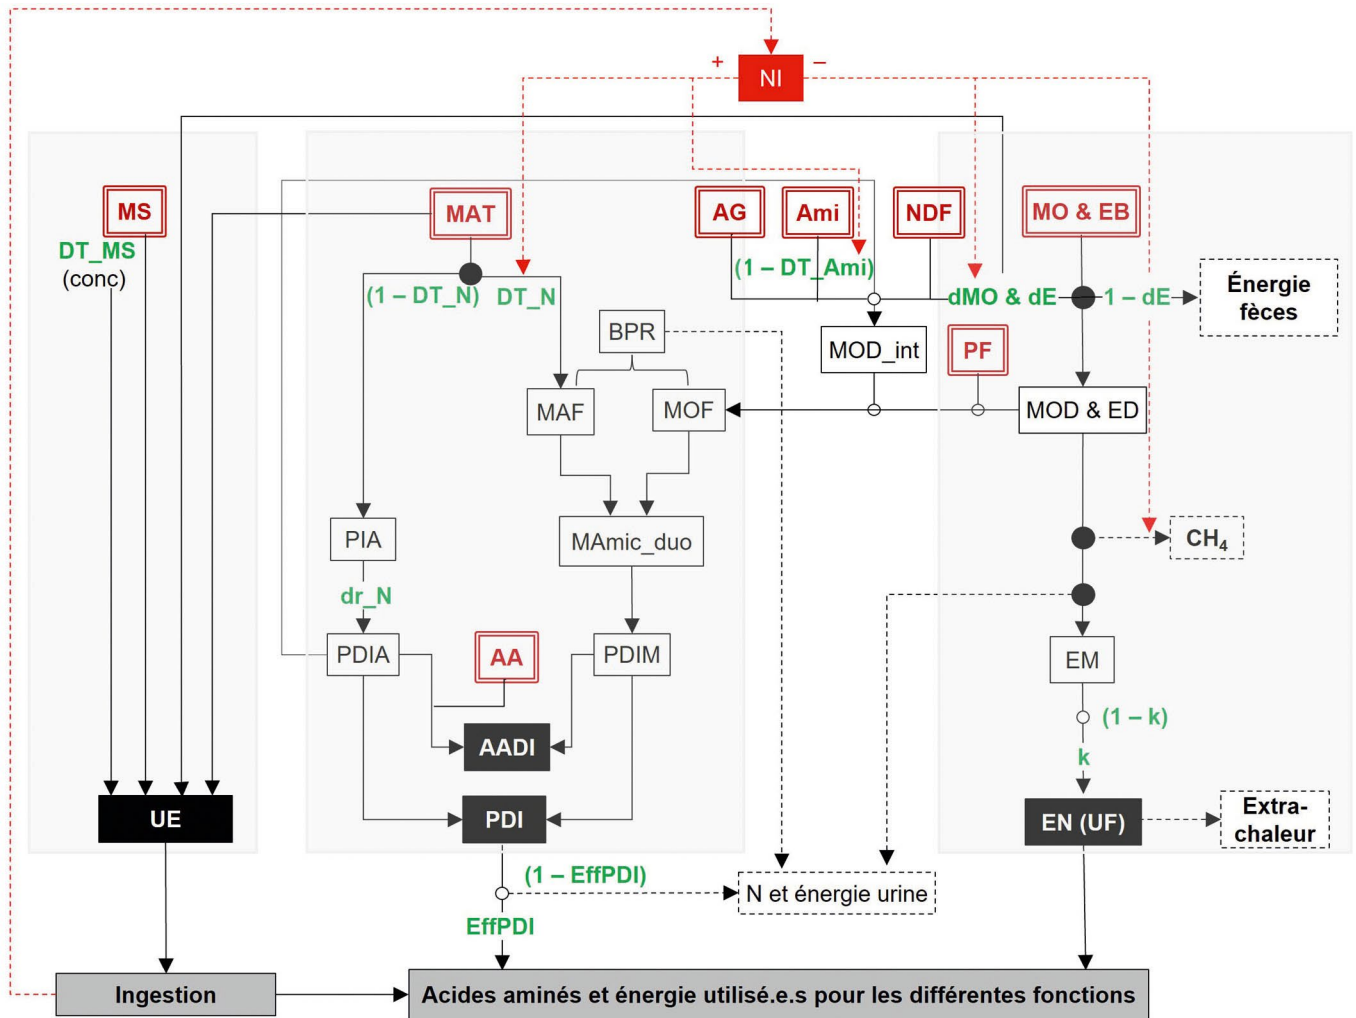 +
NI
–
MS
MAT
AG
Ami
NDF
MO & EB
DT_MS
(conc)
(1 – DT_N)
DT_N
(1 – DT_Ami)
dMO & dE
1 – dE
Énergie
fèces
BPR
MOD_int
PF
MAF
MOF
MOD & ED
PIA
MAmic_duo
CH₄
dr_N
PDIA
AA
PDIM
EM
(1 – k)
AADI
k
UE
PDI
EN (UF)
Extra-
chaleur
(1 – EffPDI)
N et énergie urine
EffPDI
Ingestion
Acides aminés et énergie utilisé.e.s pour les différentes fonctions